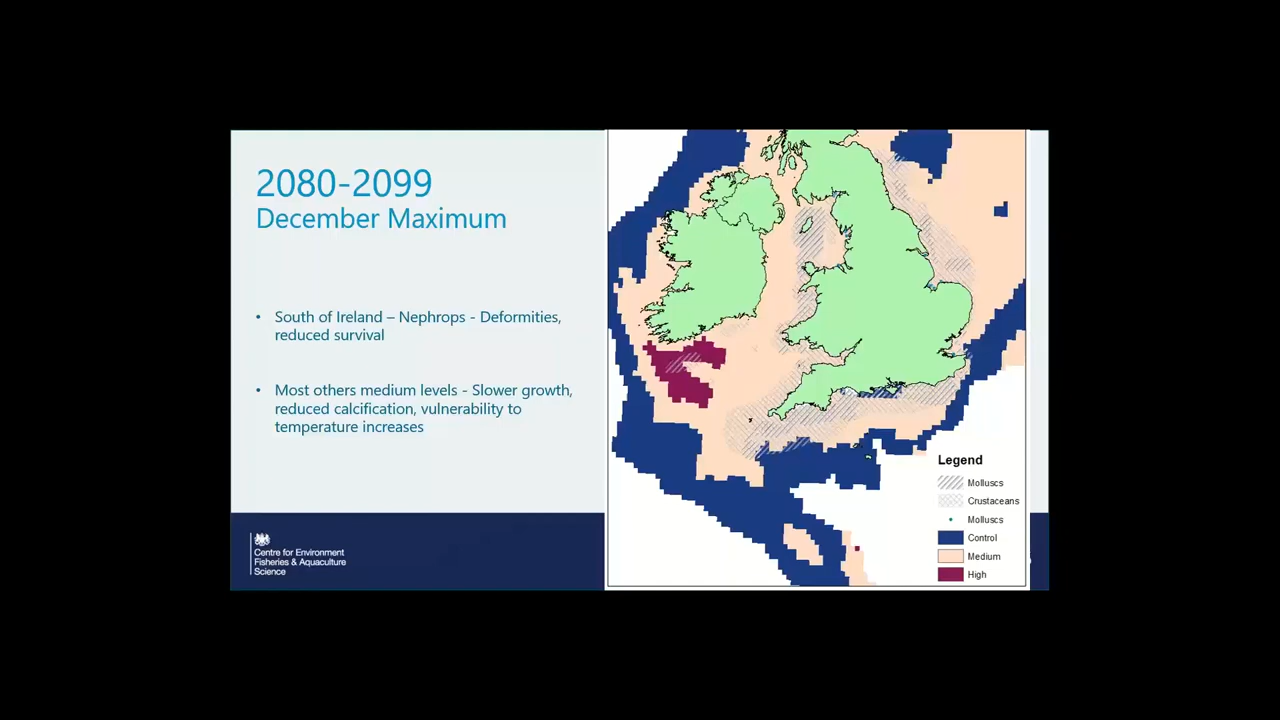 2080-2099
December Maximum
• South of Ireland – Nephrops - Deformities,
reduced survival
• Most others medium levels - Slower growth,
reduced calcification, vulnerability to
temperature increases
Centre for Environment
Fisheries & Aquaculture
Science
Legend
Molluscs
Crustaceans
Molluscs
Control
Medium
High